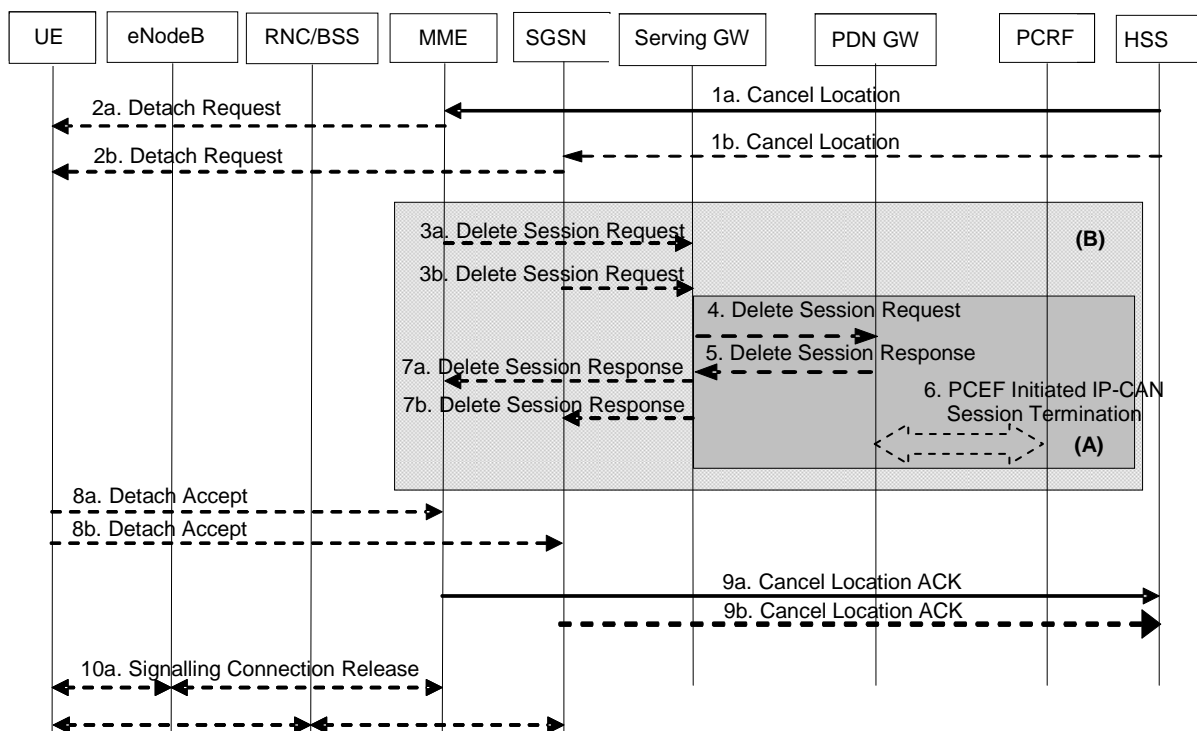 UE eNodeB RNC/BSS MME SGSN Serving GW PDN GW PCRF HSS
1a. Cancel Location
2a. Detach Request
1b. Cancel Location
2b. Detach Request
3a. Delete Session Request
(B)
3b. Delete Session Request
4. Delete Session Request
5. Delete Session Response
7a. Delete Session Response
6. PCEF Initiated IP-CAN
Session Termination
7b. Delete Session Response
(A)
8a. Detach Accept
8b. Detach Accept
9a. Cancel Location ACK
9b. Cancel Location ACK
10a. Signalling Connection Release